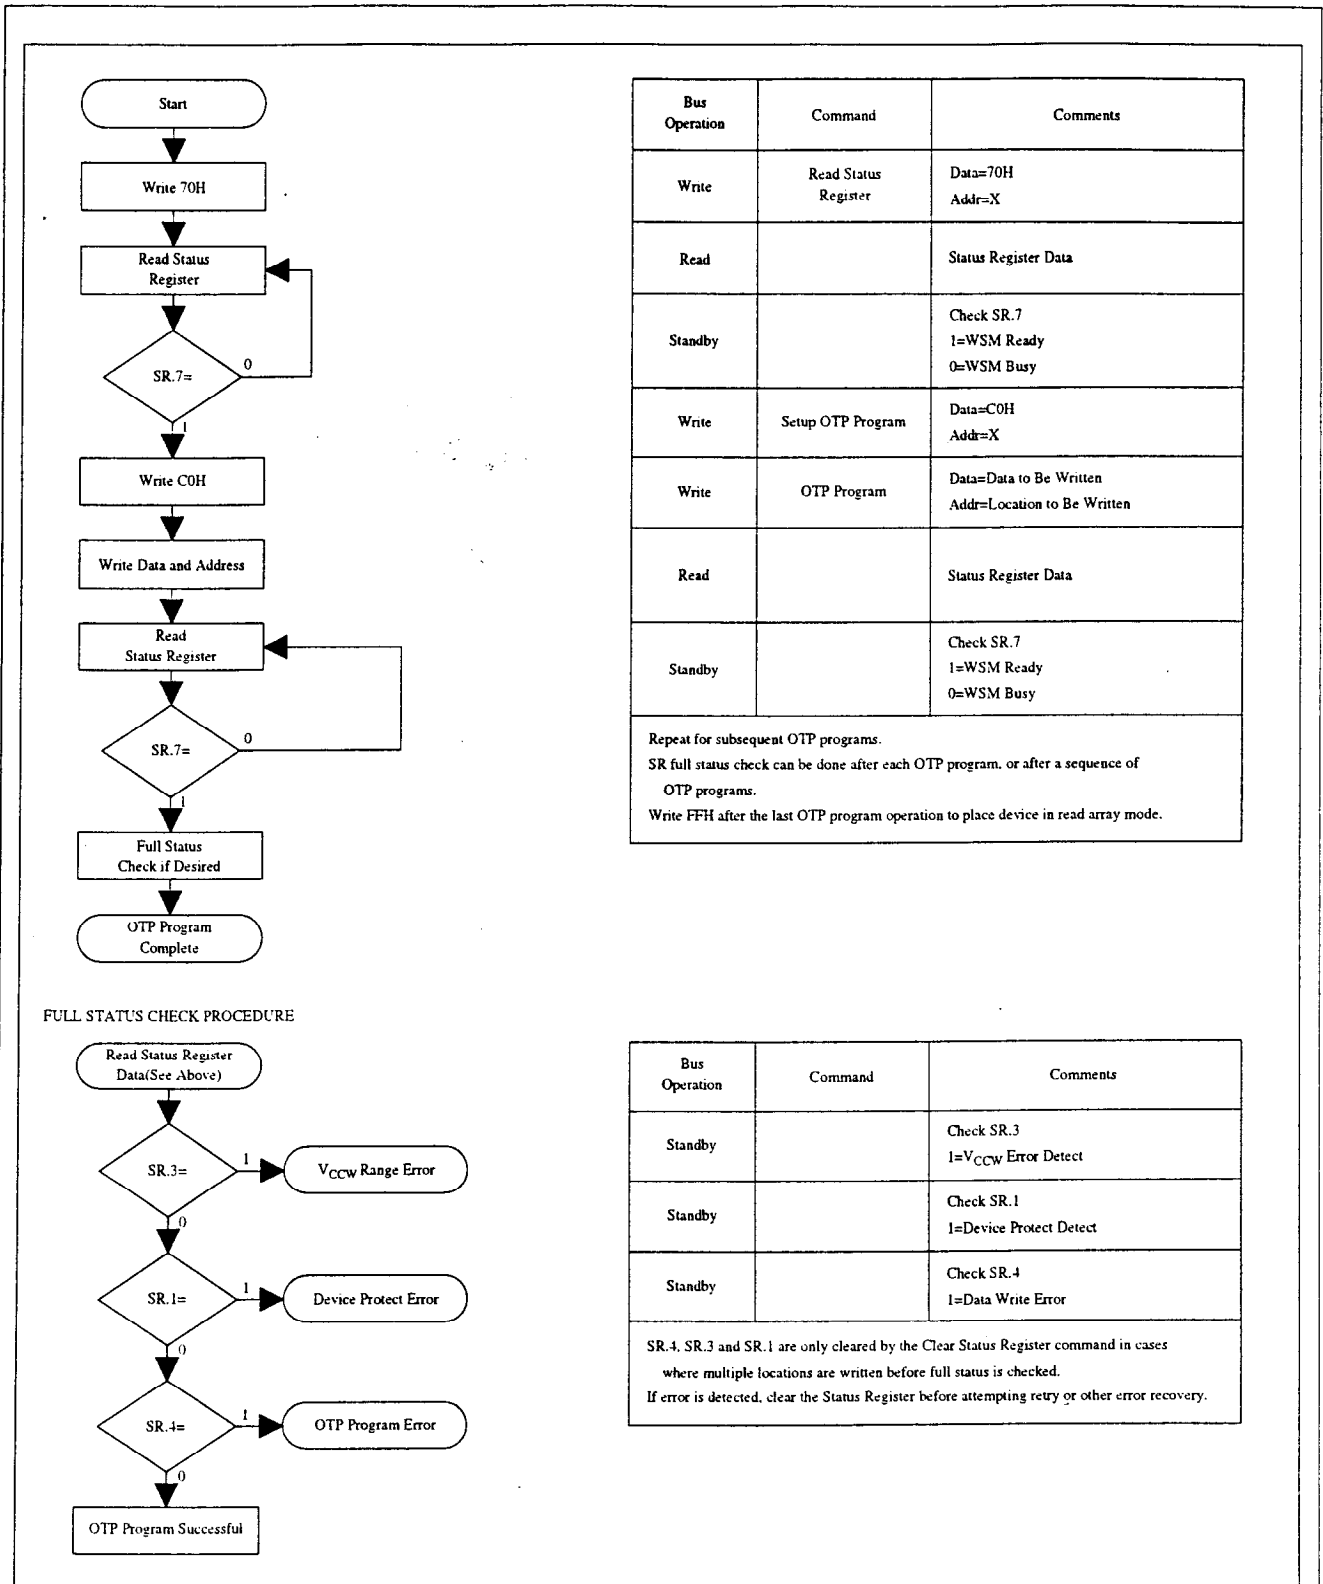 Start
Write 70H
Read Status
Register
SR.7=
0
1
Write C0H
Write Data and Address
Read
Status Register
SR.7=
0
1
Full Status
Check if Desired
OTP Program
Complete
Bus
Operation
Command
Comments
Write
Read Status
Register
Data=70H
Addr=X
Read
Status Register Data
Standby
Check SR.7
1=WSM Ready
0=WSM Busy
Write
Setup OTP Program
Data=C0H
Addr=X
Write
OTP Program
Data=Data to Be Written
Addr=Location to Be Written
Read
Status Register Data
Standby
Check SR.7
1=WSM Ready
0=WSM Busy
Repeat for subsequent OTP programs.
SR full status check can be done after each OTP program, or after a sequence of
OTP programs.
Write FFH after the last OTP program operation to place device in read array mode.
FULL STATUS CHECK PROCEDURE
Read Status Register
Data(See Above)
SR.3=
1
VCCW Range Error
0
SR.1=
1
Device Protect Error
0
SR.4=
1
OTP Program Error
0
OTP Program Successful
Bus
Operation
Command
Comments
Standby
Check SR.3
1=VCCW Error Detect
Standby
Check SR.1
1=Device Protect Detect
Standby
Check SR.4
1=Data Write Error
SR.4, SR.3 and SR.1 are only cleared by the Clear Status Register command in cases
where multiple locations are written before full status is checked.
If error is detected, clear the Status Register before attempting retry or other error recovery.